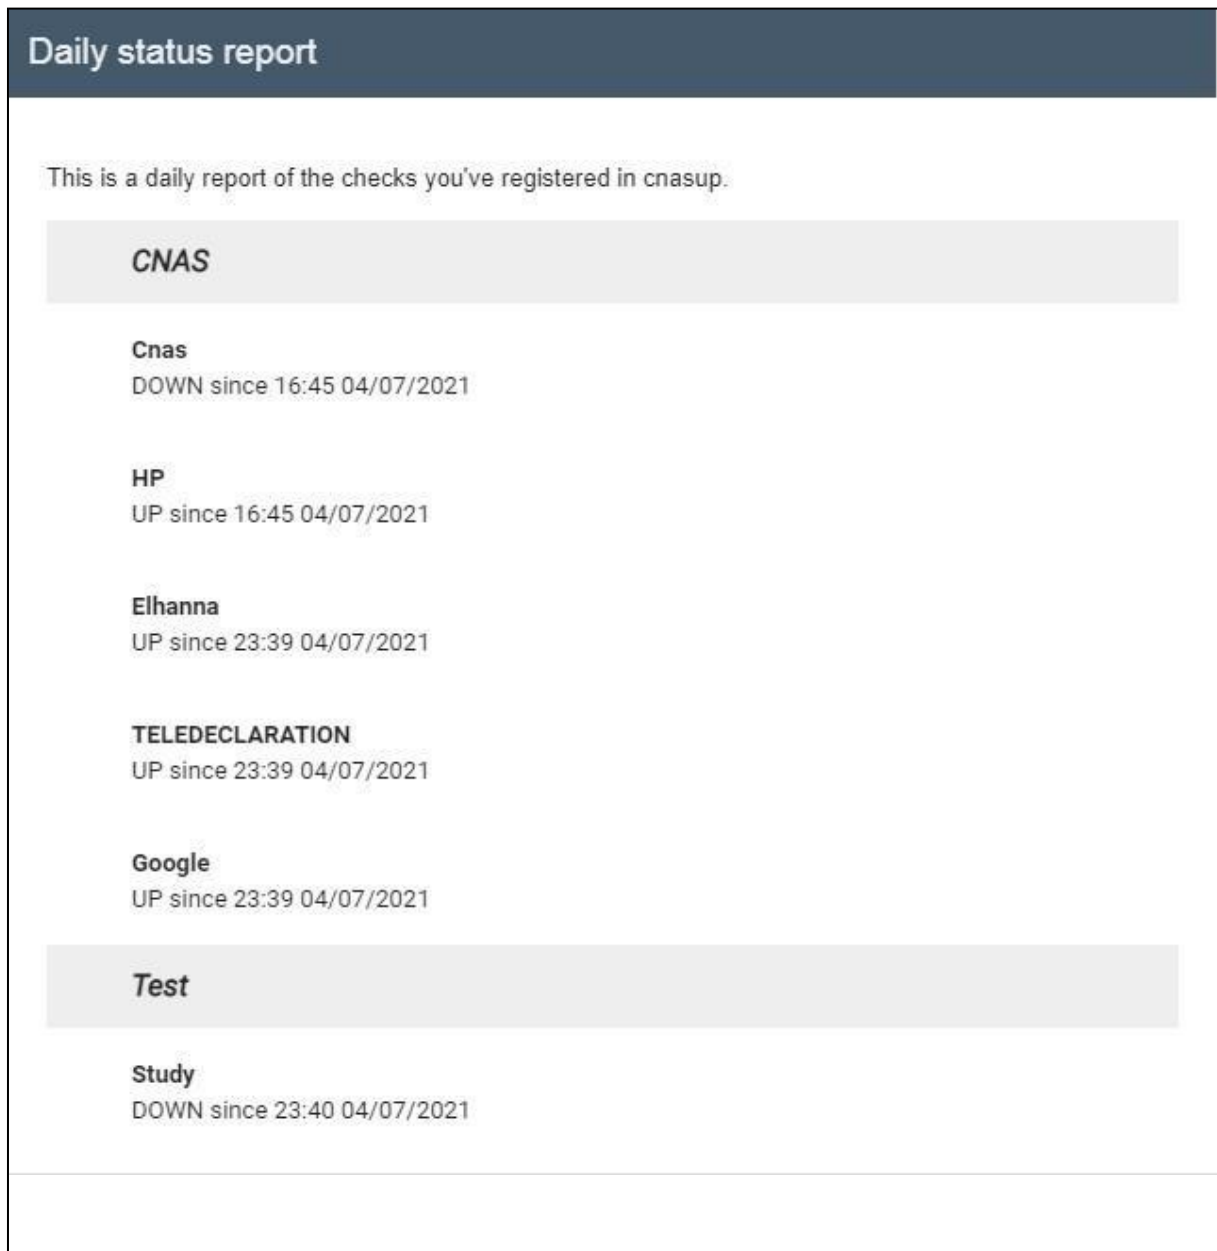 Daily status report
This is a daily report of the checks you've registered in cnasup.
CNAS
Cnas
DOWN since 16:45 04/07/2021
HP
UP since 16:45 04/07/2021
Elhanna
UP since 23:39 04/07/2021
TELEDECLARATION
UP since 23:39 04/07/2021
Google
UP since 23:39 04/07/2021
Test
Study
DOWN since 23:40 04/07/2021